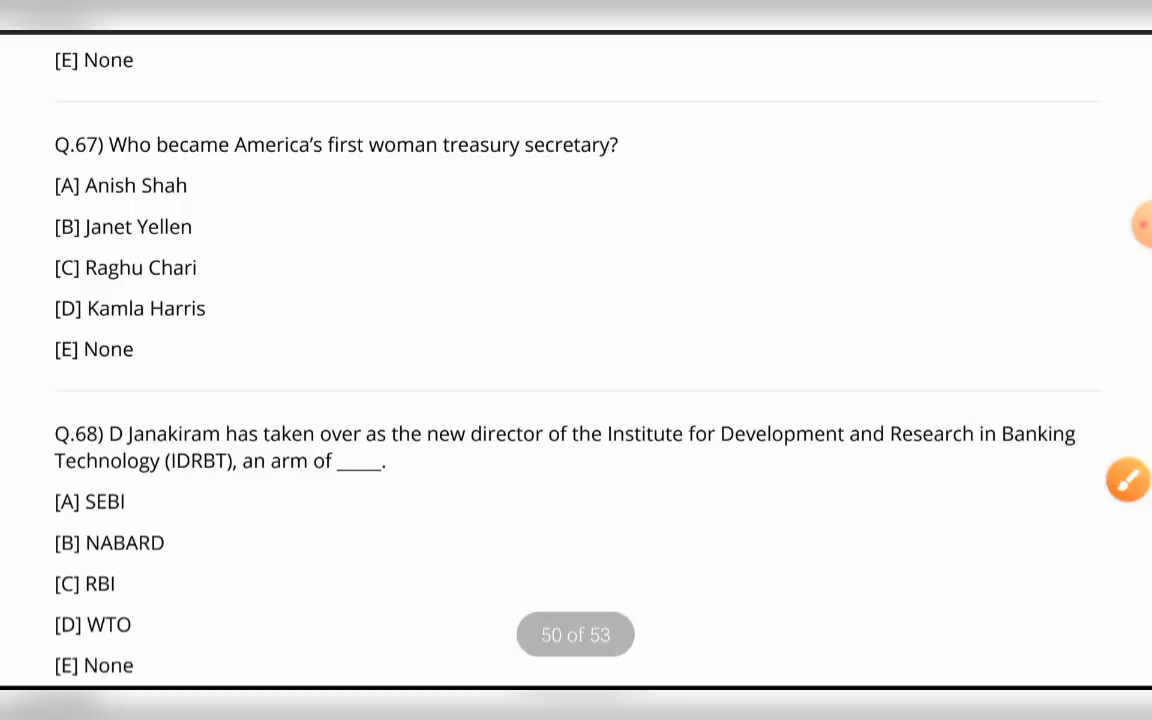 [E] None
Q.67) Who became America’s first woman treasury secretary?
[A] Anish Shah
[B] Janet Yellen
[C] Raghu Chari
[D] Kamla Harris
[E] None
Q.68) D Janakiram has taken over as the new director of the Institute for Development and Research in Banking
Technology (IDRBT), an arm of _____.
[A] SEBI
[B] NABARD
[C] RBI
[D] WTO
[E] None
50 of 53